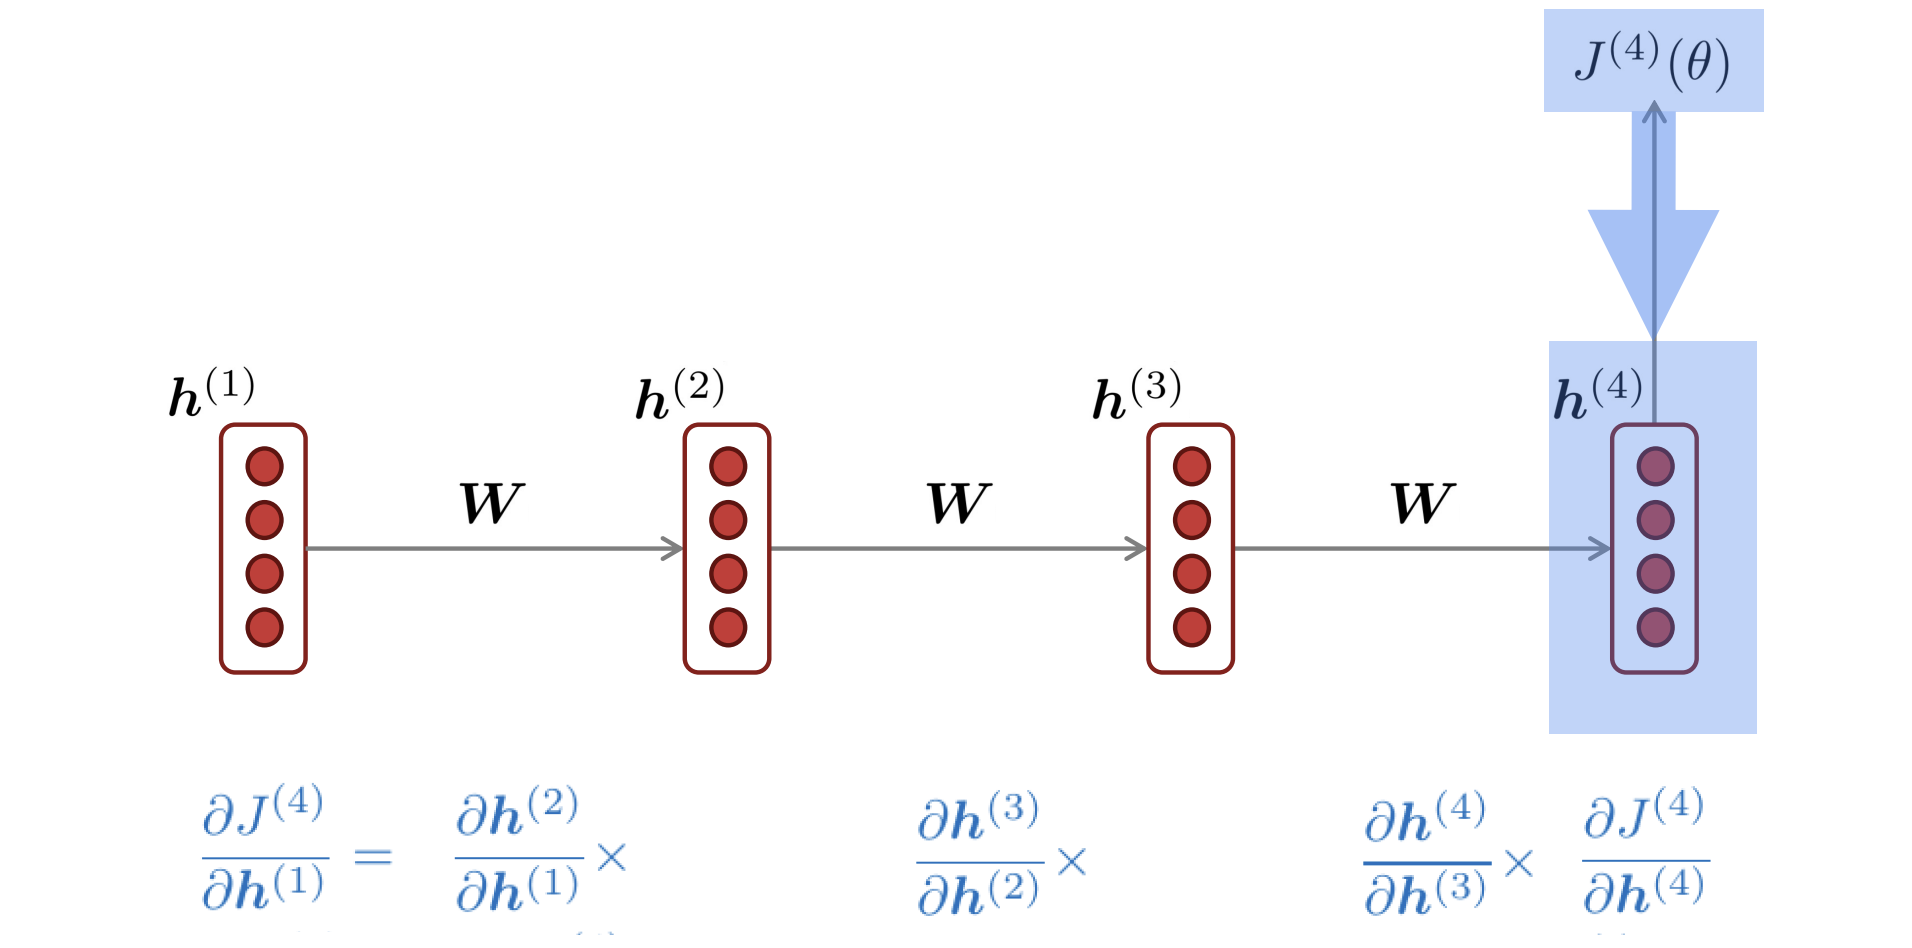 J^(4)(θ)
h^(1) h^(2) h^(3) h^(4)
W W W
∂J^(4)/∂h^(1) = ∂h^(2)/∂h^(1) × ∂h^(3)/∂h^(2) × ∂h^(4)/∂h^(3) × ∂J^(4)/∂h^(4)